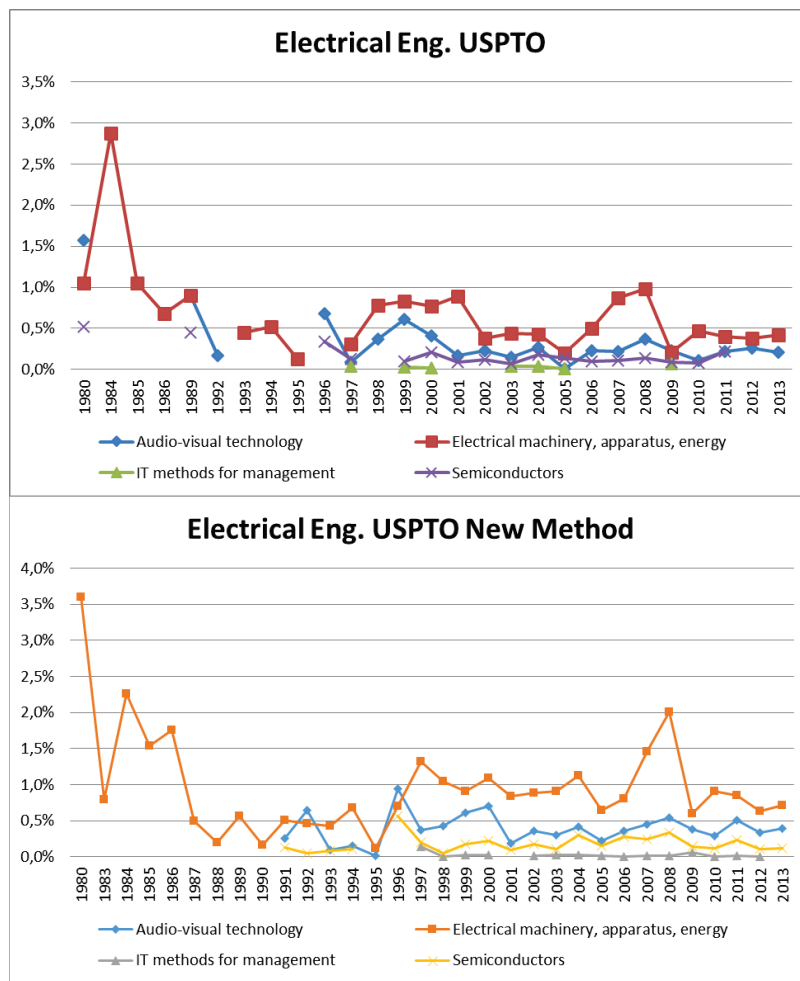 Electrical Eng. USPTO
3,5%
3,0%
2,5%
2,0%
1,5%
1,0%
0,5%
0,0%
1980 1984 1985 1986 1989 1992 1993 1994 1995 1996 1997 1998 1999 2000 2001 2002 2003 2004 2005 2006 2007 2008 2009 2010 2011 2012 2013
Audio-visual technology Electrical machinery, apparatus, energy
IT methods for management Semiconductors
Electrical Eng. USPTO New Method
4,0%
3,5%
3,0%
2,5%
2,0%
1,5%
1,0%
0,5%
0,0%
1980 1983 1984 1985 1986 1987 1988 1989 1990 1991 1992 1993 1994 1995 1996 1997 1998 1999 2000 2001 2002 2003 2004 2005 2006 2007 2008 2009 2010 2011 2012 2013
Audio-visual technology Electrical machinery, apparatus, energy
IT methods for management Semiconductors